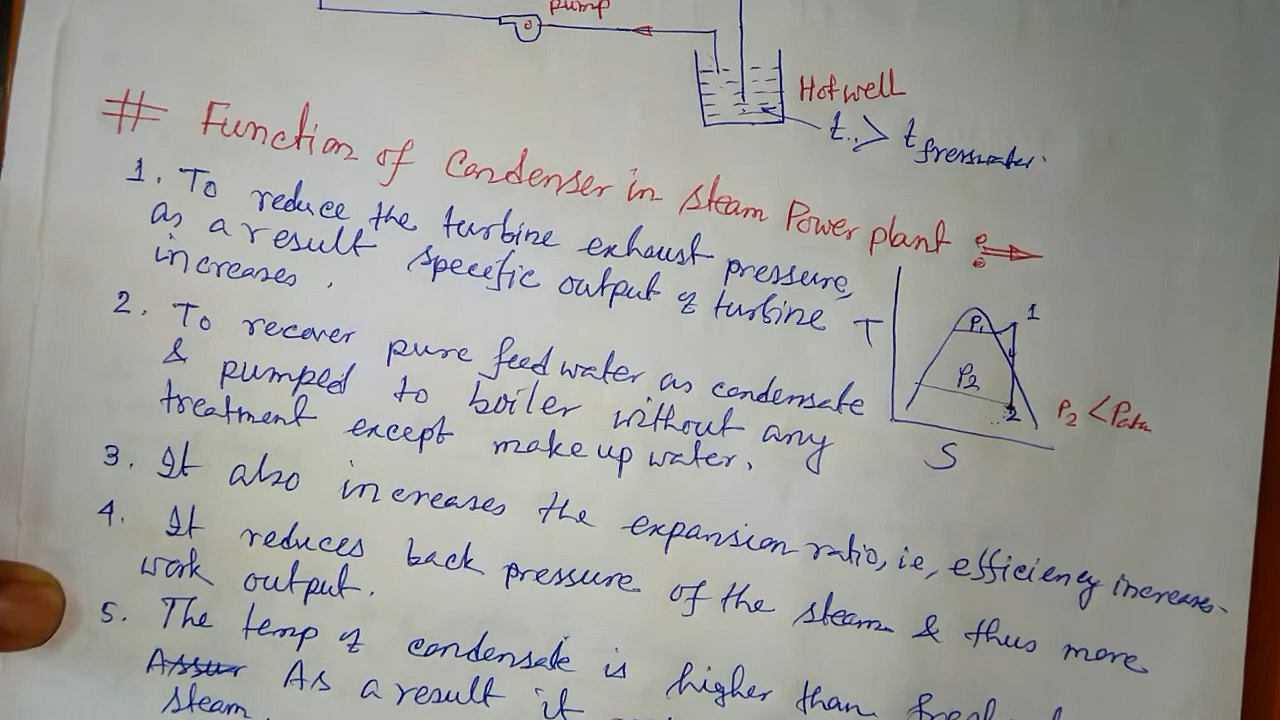 pump
Hotwell
t.. > t freswater.
# Function of Condenser in steam Power plant :
1. To reduce the turbine exhaust pressure,
as a result specefic output of turbine
increases.
T
P1
1
P2
2
P2 < Patm
S
2. To recover pure feed water as condensate
& pumped to boiler without any
treatment except make up water.
3. It also increases the expansion ratio, ie, efficiency increases.
4. It reduces back pressure of the steam & thus more
work output.
5. The temp of condensate is higher than
As a result it
steam